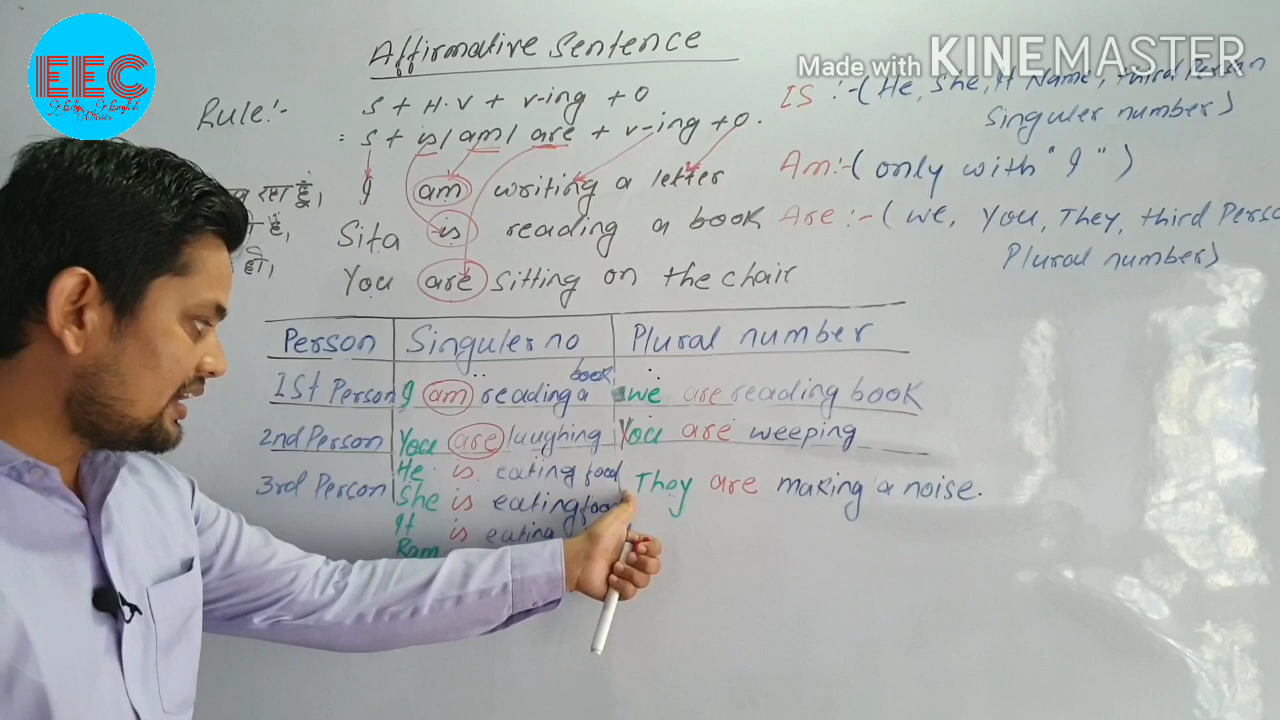 EEC
Made with KINEMASTER
Affirmative Sentence
Rule:- S + H.V + V-ing + O
= S + is / am / are + V-ing + O.
रहा हूँ। I am writing a letter
Sita is reading a book
You are sitting on the chair
IS :- (He, She, It Name, third Person
Singuler number)
Am:- (only with "I")
Are :- (We, You, They, third Perso
Plural number)
Person Singuler no Plural number
1st Person I am reading a book we are reading book
2nd Person You are laughing You are weeping
3rd Person He is eating food They are making a noise.
She is eating food
It is eating
Ram